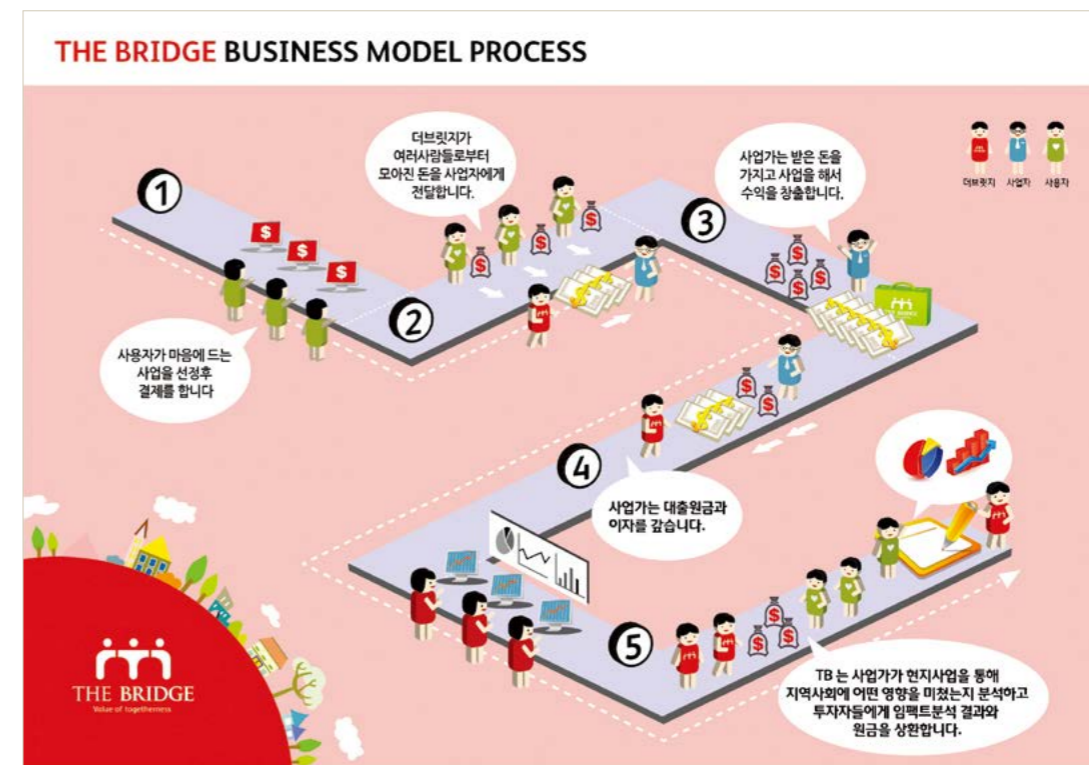 THE BRIDGE BUSINESS MODEL PROCESS
더브릿지
사업자
사용자
1
사용자가 마음에 드는
사업을 선정후
결제를 합니다
2
더브릿지가
여러사람들로부터
모아진 돈을 사업자에게
전달합니다.
3
사업가는 받은 돈을
가지고 사업을 해서
수익을 창출합니다.
4
사업가는 대출원금과
이자를 갚습니다.
5
TB 는 사업가가 현지사업을 통해
지역사회에 어떤 영향을 미쳤는지 분석하고
투자자들에게 임팩트분석 결과와
원금을 상환합니다.
THE BRIDGE
Value of togetherness